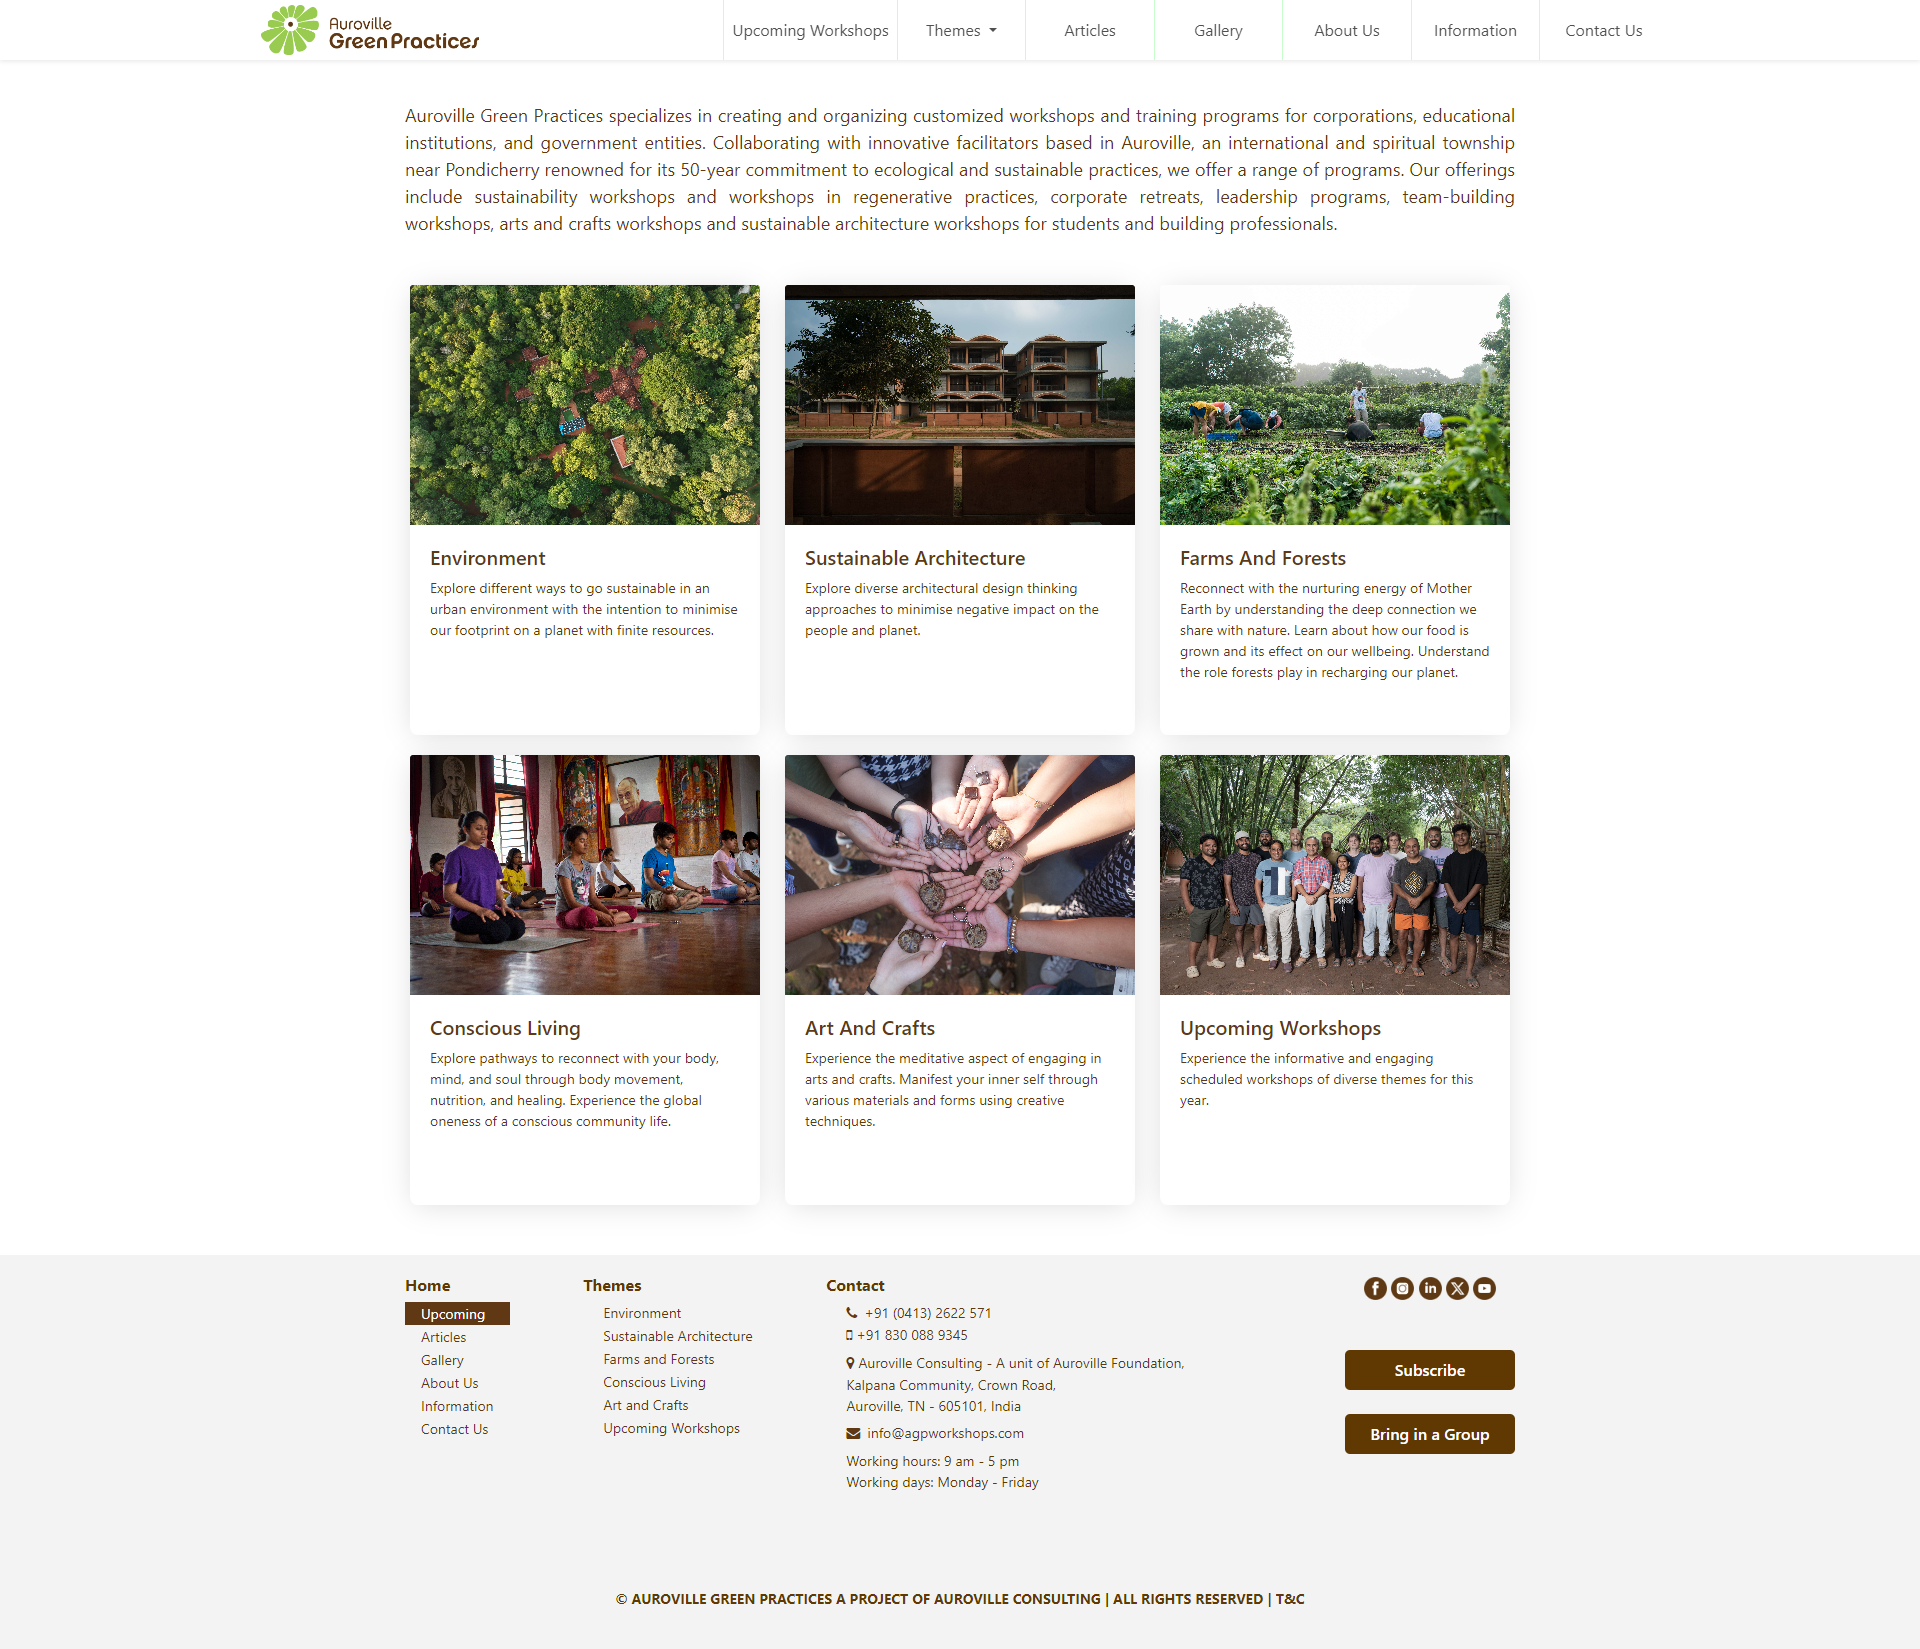 Auroville
Green Practices
Upcoming Workshops
Themes
Articles
Gallery
About Us
Information
Contact Us
Auroville Green Practices specializes in creating and organizing customized workshops and training programs for corporations, educational
institutions, and government entities. Collaborating with innovative facilitators based in Auroville, an international and spiritual township
near Pondicherry renowned for its 50-year commitment to ecological and sustainable practices, we offer a range of programs. Our offerings
include sustainability workshops and workshops in regenerative practices, corporate retreats, leadership programs, team-building
workshops, arts and crafts workshops and sustainable architecture workshops for students and building professionals.
Environment
Explore different ways to go sustainable in an
urban environment with the intention to minimise
our footprint on a planet with finite resources.
Sustainable Architecture
Explore diverse architectural design thinking
approaches to minimise negative impact on the
people and planet.
Farms And Forests
Reconnect with the nurturing energy of Mother
Earth by understanding the deep connection we
share with nature. Learn about how our food is
grown and its effect on our wellbeing. Understand
the role forests play in recharging our planet.
Conscious Living
Explore pathways to reconnect with your body,
mind, and soul through body movement,
nutrition, and healing. Experience the global
oneness of a conscious community life.
Art And Crafts
Experience the meditative aspect of engaging in
arts and crafts. Manifest your inner self through
various materials and forms using creative
techniques.
Upcoming Workshops
Experience the informative and engaging
scheduled workshops of diverse themes for this
year.
Home
Upcoming
Articles
Gallery
About Us
Information
Contact Us
Themes
Environment
Sustainable Architecture
Farms and Forests
Conscious Living
Art and Crafts
Upcoming Workshops
Contact
+91 (0413) 2622 571
+91 830 088 9345
Auroville Consulting - A unit of Auroville Foundation,
Kalpana Community, Crown Road,
Auroville, TN - 605101, India
info@agpworkshops.com
Working hours: 9 am - 5 pm
Working days: Monday - Friday
Subscribe
Bring in a Group
© AUROVILLE GREEN PRACTICES A PROJECT OF AUROVILLE CONSULTING | ALL RIGHTS RESERVED | T&C